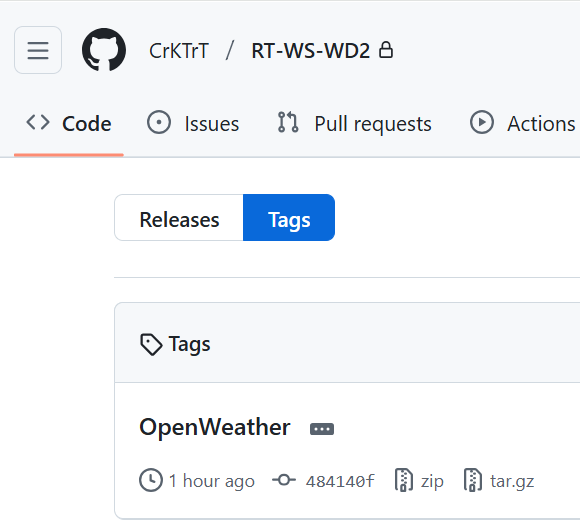 CrKTrT / RT-WS-WD2
Code Issues Pull requests Actions
Releases Tags
Tags
OpenWeather
1 hour ago 484140f zip tar.gz